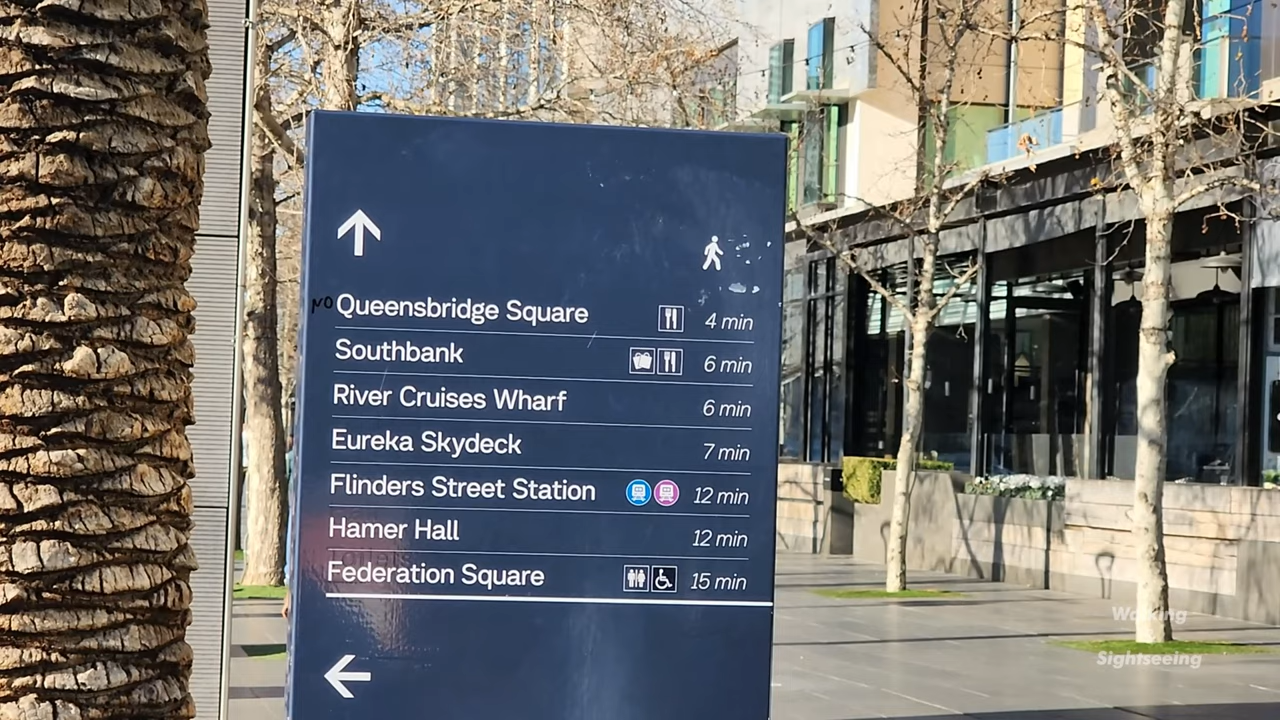 NO Queensbridge Square 4 min
Southbank 6 min
River Cruises Wharf 6 min
Eureka Skydeck 7 min
Flinders Street Station 12 min
Hamer Hall 12 min
Federation Square 15 min
Walking
Sightseeing